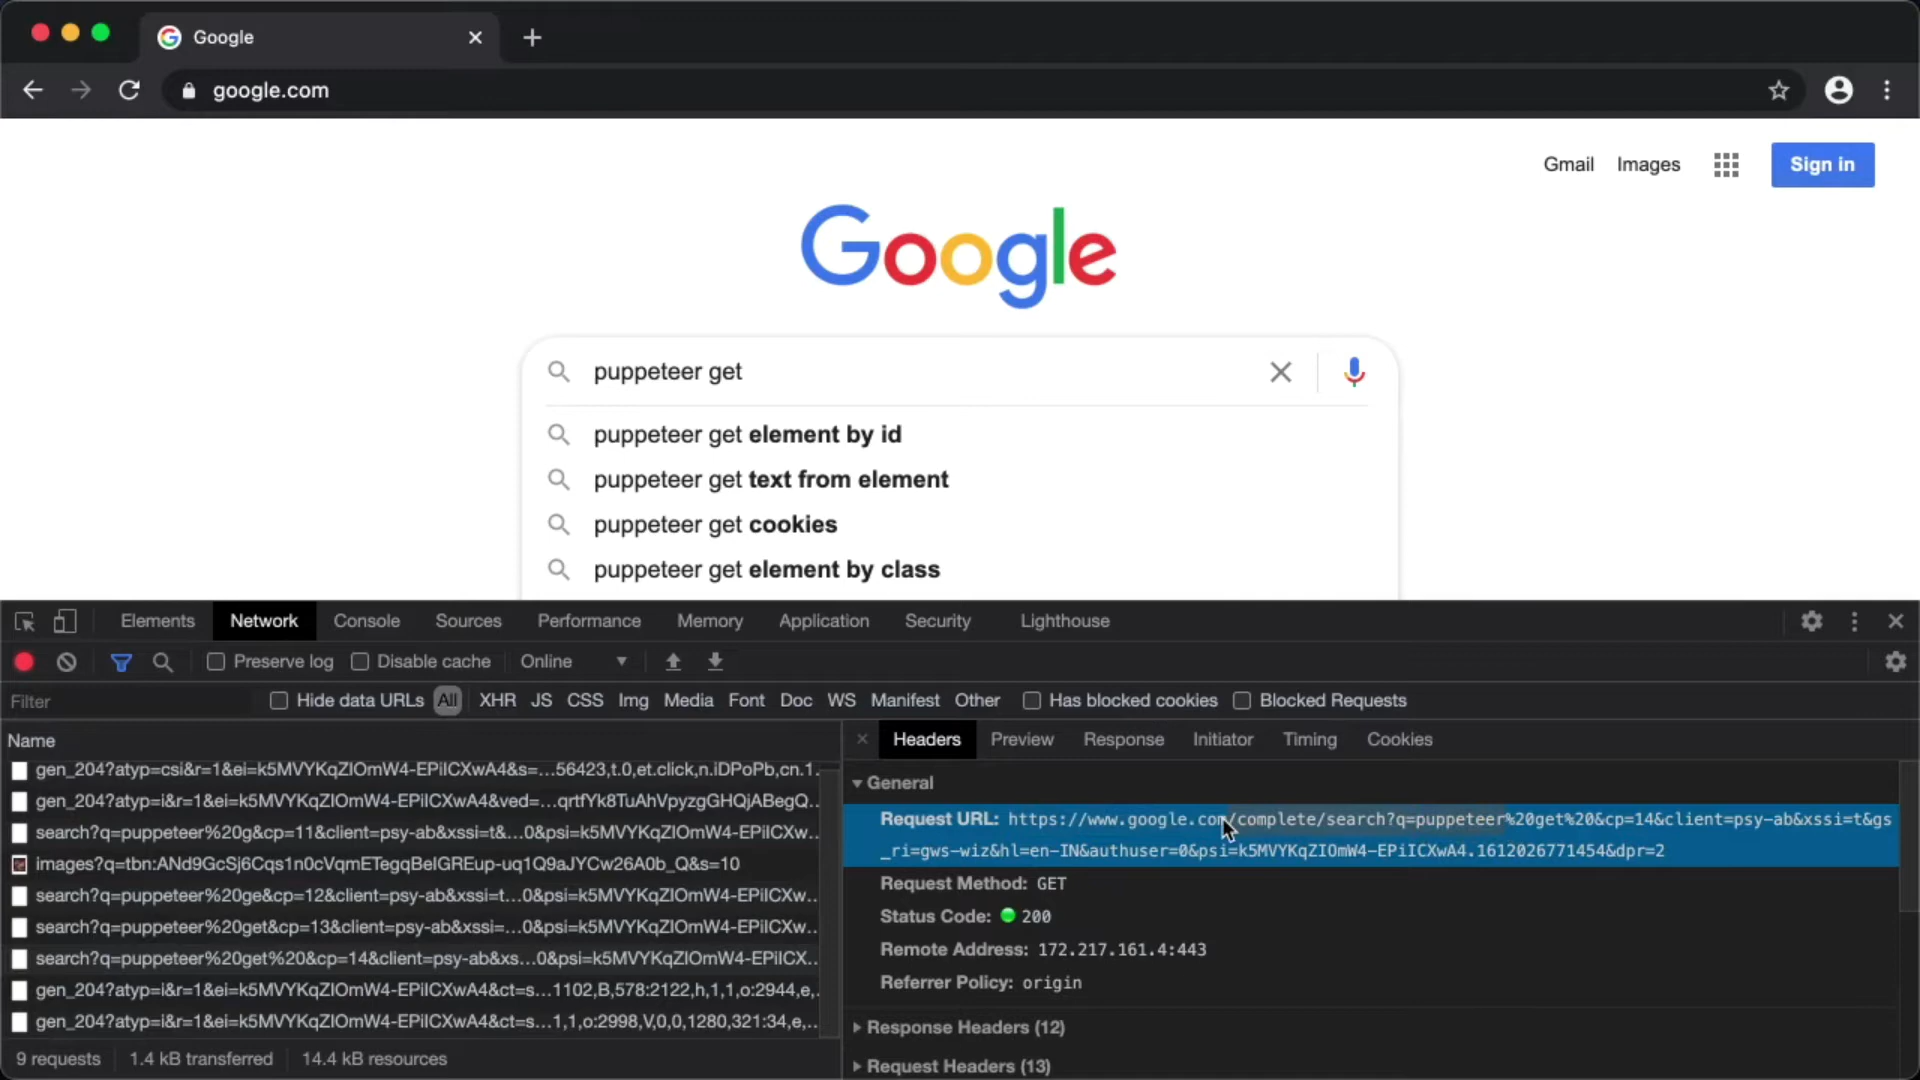 Google
google.com
Gmail Images Sign in
Google
puppeteer get
puppeteer get element by id
puppeteer get text from element
puppeteer get cookies
puppeteer get element by class
Elements Network Console Sources Performance Memory Application Security Lighthouse
Preserve log Disable cache Online
Filter Hide data URLs All XHR JS CSS Img Media Font Doc WS Manifest Other Has blocked cookies Blocked Requests
Name
gen_204?atyp=csi&r=1&ei=k5MVYKqZIOmW4-EPiICXwA4&s=...56423,t.0,et.click,n.iDPoPb,cn.1.
gen_204?atyp=i&r=1&ei=k5MVYKqZIOmW4-EPiICXwA4&ved=...qrtfYk8TuAhVpyzgGHQjABegQ..
search?q=puppeteer%20g&cp=11&client=psy-ab&xssi=t&...0&psi=k5MVYKqZIOmW4-EPiICXw..
images?q=tbn:ANd9GcSj6Cqs1n0cVqmETegqBeIGREup-uq1Q9aJYCw26A0b_Q&s=10
search?q=puppeteer%20ge&cp=12&client=psy-ab&xssi=t...0&psi=k5MVYKqZIOmW4-EPiICXw..
search?q=puppeteer%20get&cp=13&client=psy-ab&xssi=...0&psi=k5MVYKqZIOmW4-EPiICXw..
search?q=puppeteer%20get%20&cp=14&client=psy-ab&xs...0&psi=k5MVYKqZIOmW4-EPiICX..
gen_204?atyp=i&r=1&ei=k5MVYKqZIOmW4-EPiICXwA4&ct=s...1102,B,578:2122,h,1,1,o:2944,e,.
gen_204?atyp=i&r=1&ei=k5MVYKqZIOmW4-EPiICXwA4&ct=s...1,1,o:2998,V,0,0,1280,321:34,e,..
9 requests 1.4 kB transferred 14.4 kB resources
Headers Preview Response Initiator Timing Cookies
General
Request URL: https://www.google.com/complete/search?q=puppeteer%20get%20&cp=14&client=psy-ab&xssi=t&gs
_ri=gws-wiz&hl=en-IN&authuser=0&psi=k5MVYKqZIOmW4-EPiICXwA4.1612026771454&dpr=2
Request Method: GET
Status Code: 200
Remote Address: 172.217.161.4:443
Referrer Policy: origin
Response Headers (12)
Request Headers (13)